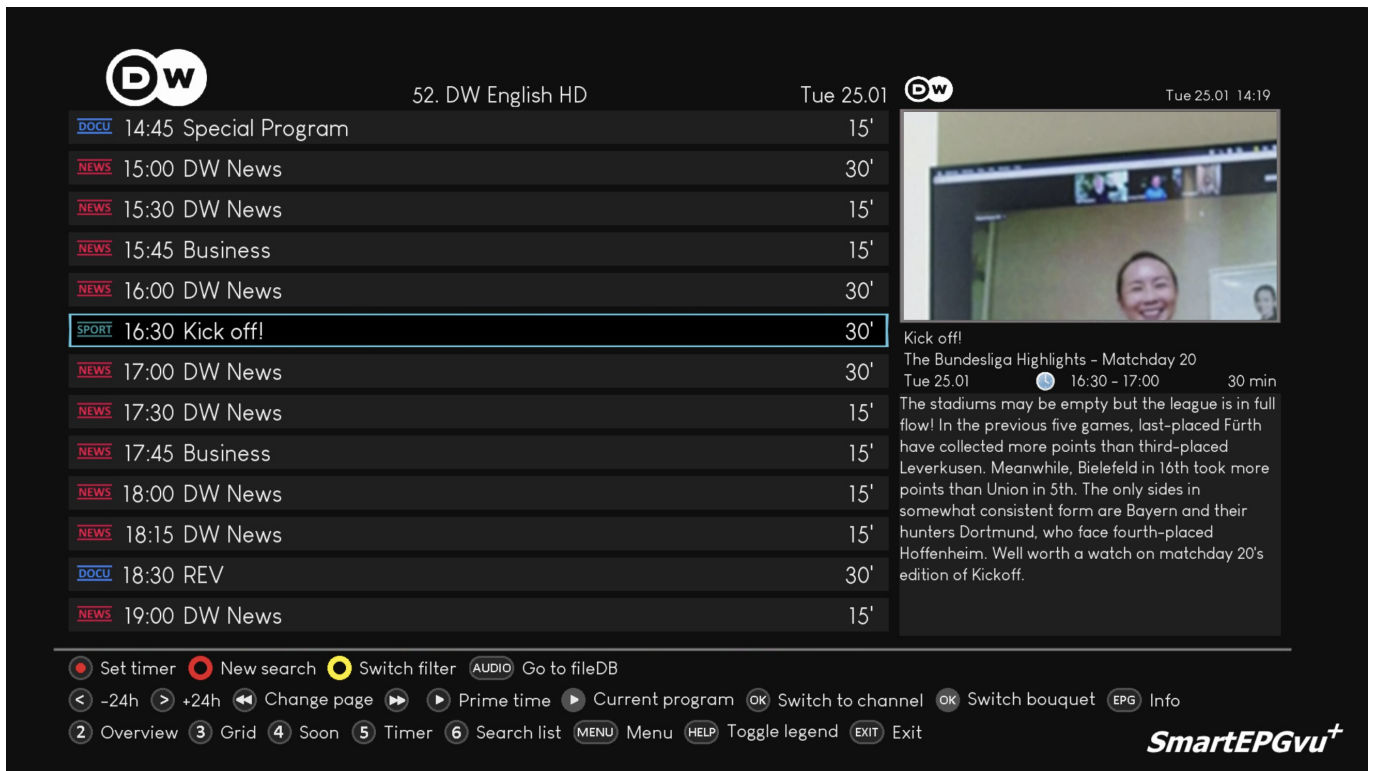 DW
52. DW English HD
Tue 25.01
DW
Tue 25.01 14:19
DOCU 14:45 Special Program 15'
NEWS 15:00 DW News 30'
NEWS 15:30 DW News 15'
NEWS 15:45 Business 15'
NEWS 16:00 DW News 30'
SPORT 16:30 Kick off! 30'
NEWS 17:00 DW News 30'
NEWS 17:30 DW News 15'
NEWS 17:45 Business 15'
NEWS 18:00 DW News 15'
NEWS 18:15 DW News 15'
DOCU 18:30 REV 30'
NEWS 19:00 DW News 15'
Kick off!
The Bundesliga Highlights - Matchday 20
Tue 25.01 16:30 - 17:00 30 min
The stadiums may be empty but the league is in full
flow! In the previous five games, last-placed Fürth
have collected more points than third-placed
Leverkusen. Meanwhile, Bielefeld in 16th took more
points than Union in 5th. The only sides in
somewhat consistent form are Bayern and their
hunters Dortmund, who face fourth-placed
Hoffenheim. Well worth a watch on matchday 20's
edition of Kickoff.
Set timer New search Switch filter AUDIO Go to fileDB
< -24h > +24h Change page Prime time Current program OK Switch to channel OK Switch bouquet EPG Info
2 Overview 3 Grid 4 Soon 5 Timer 6 Search list MENU Menu HELP Toggle legend EXIT Exit
SmartEPGvu+